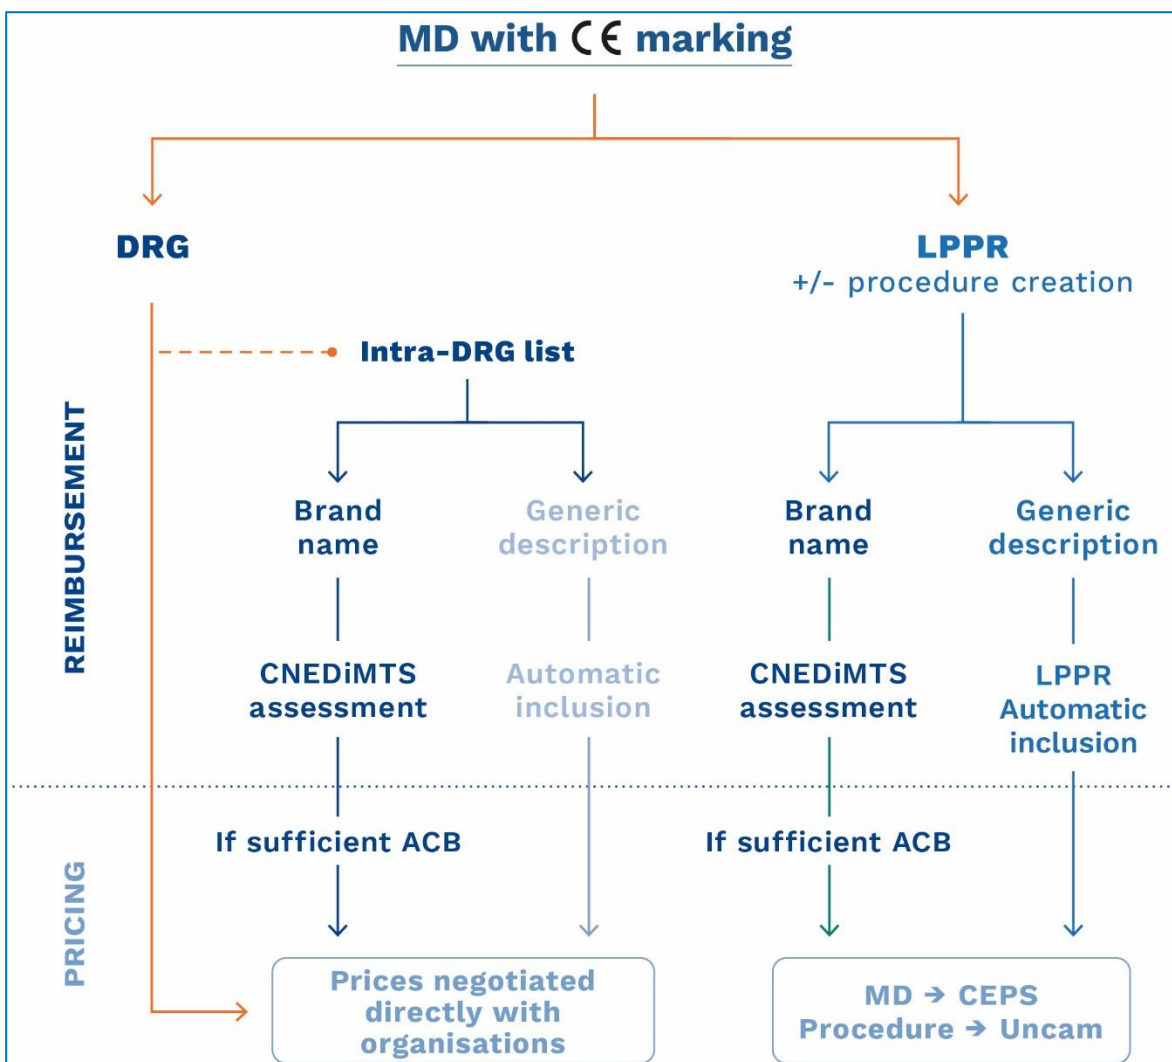 MD with CE marking
DRG
LPPR
+/- procedure creation
Intra-DRG list
REIMBURSEMENT
Brand
name
Generic
description
Brand
name
Generic
description
CNEDiMTS
assessment
Automatic
inclusion
CNEDiMTS
assessment
LPPR
Automatic
inclusion
PRICING
If sufficient ACB
If sufficient ACB
Prices negotiated
directly with
organisations
MD → CEPS
Procedure → Uncam